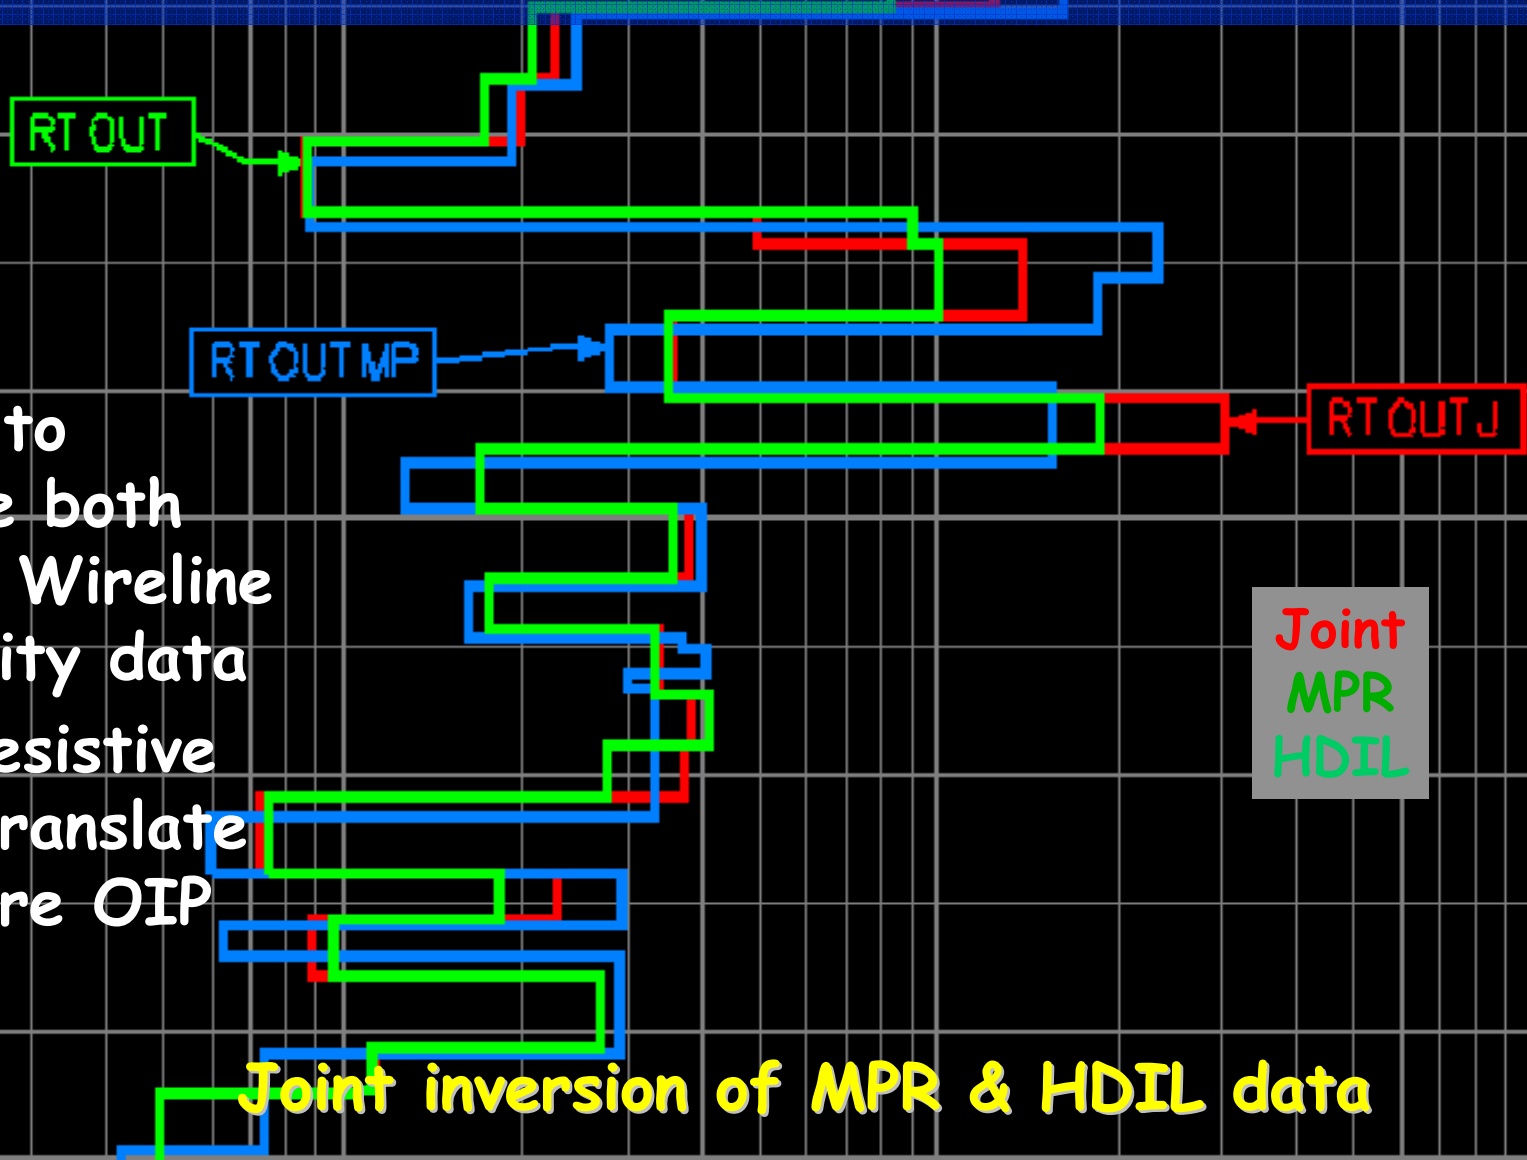 RT OUT
RT OUT MP
RT OUT J
to
e both
Wireline
ity data
esistive
ranslate
re OIP
Joint
MPR
HDIL
Joint inversion of MPR & HDIL data